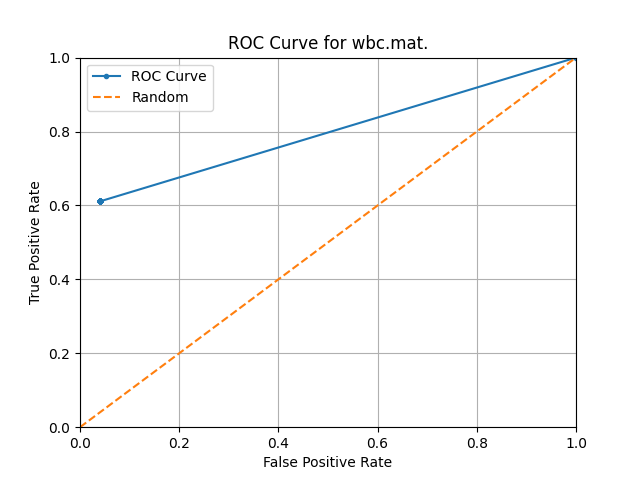 ROC Curve for wbc.mat.
ROC Curve
Random
True Positive Rate
1.0
0.8
0.6
0.4
0.2
0.0
0.0 0.2 0.4 0.6 0.8 1.0
False Positive Rate